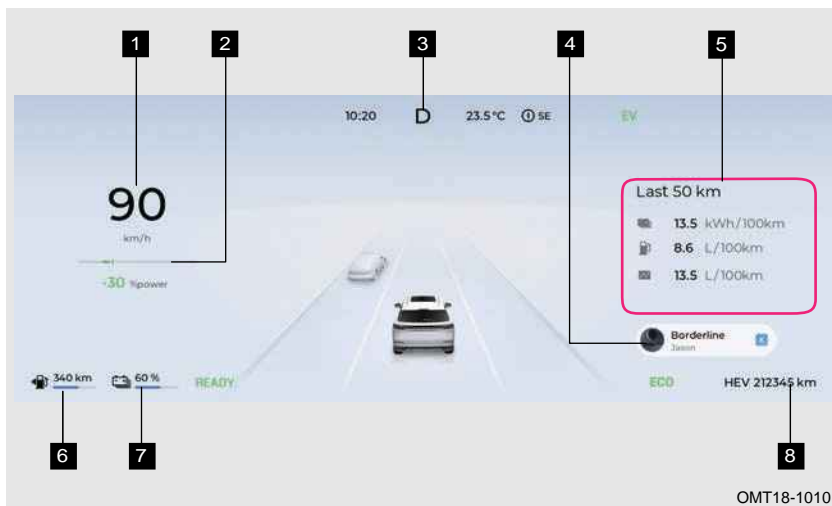 1 2 3 4 5
10:20 D 23.5°C SE EV
90
km/h
-30 %power
Last 50 km
13.5 kWh/100km
8.6 L/100km
13.5 L/100km
Borderline
Jason
340 km 60 % READY ECO HEV 212345 km
6 7 8
OMT18-1010